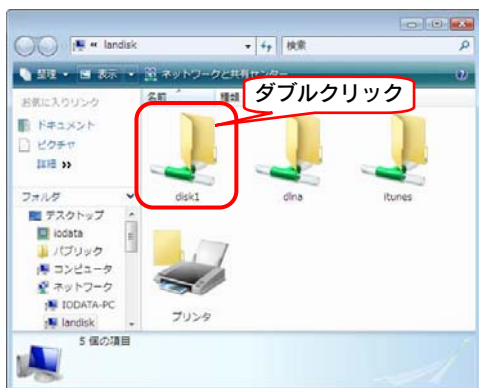 landisk
検索
整理
表示
ネットワークと共有センター
お気に入りリンク
ドキュメント
ピクチャ
詳細 >>
フォルダ
デスクトップ
iodata
パブリック
コンピュータ
ネットワーク
IODATA-PC
landisk
名前
種類
ダブルクリック
disk1
dlna
itunes
プリンタ
5 個の項目